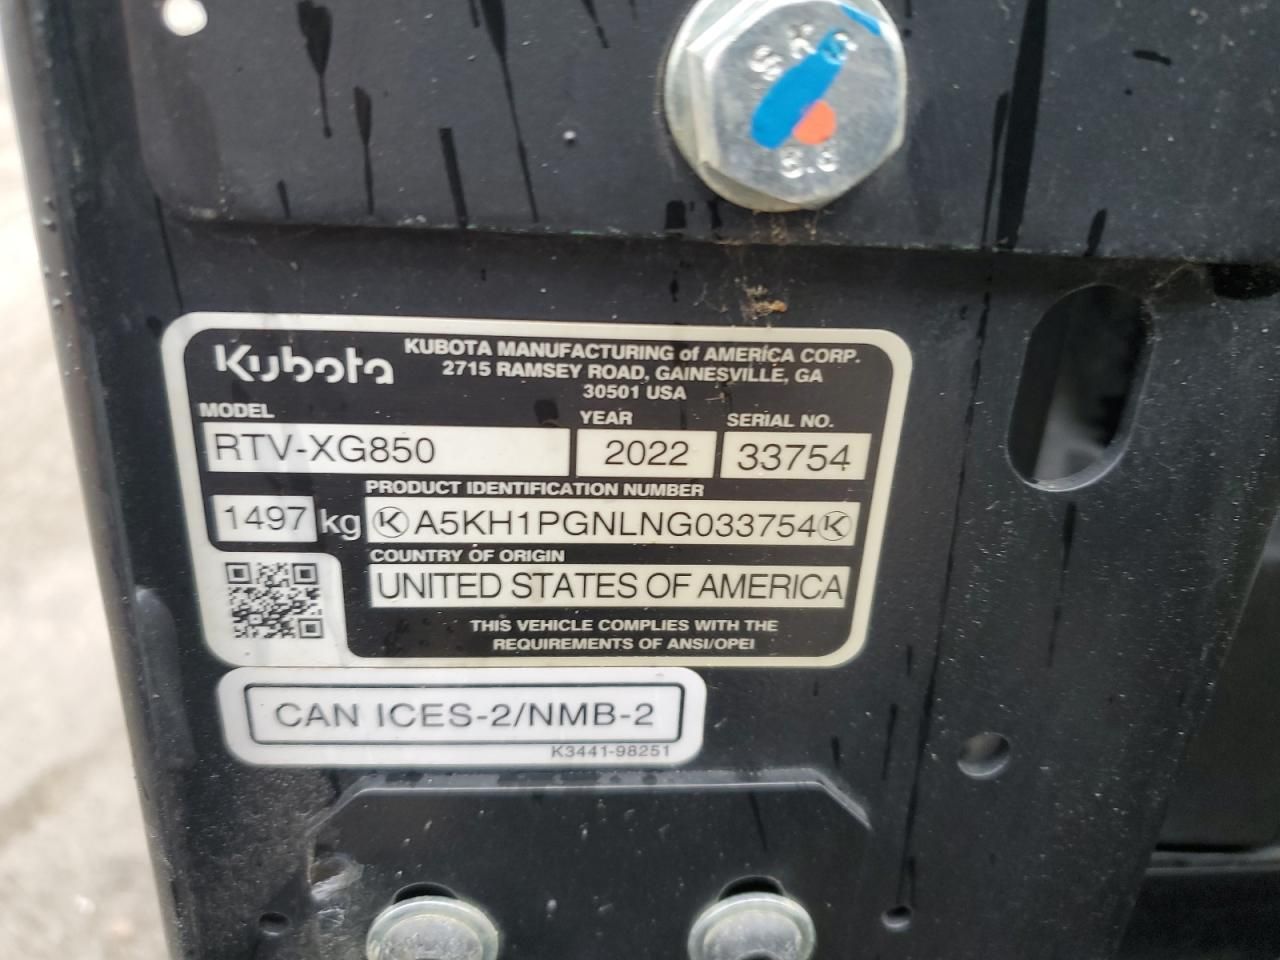 Kubota
KUBOTA MANUFACTURING of AMERICA CORP.
2715 RAMSEY ROAD, GAINESVILLE, GA
30501 USA
MODEL
YEAR
SERIAL NO.
RTV-XG850
2022
33754
PRODUCT IDENTIFICATION NUMBER
1497 kg
K A5KH1PGNLNG033754 K
COUNTRY OF ORIGIN
UNITED STATES OF AMERICA
THIS VEHICLE COMPLIES WITH THE
REQUIREMENTS OF ANSI/OPEI
CAN ICES-2/NMB-2
K3441-98251